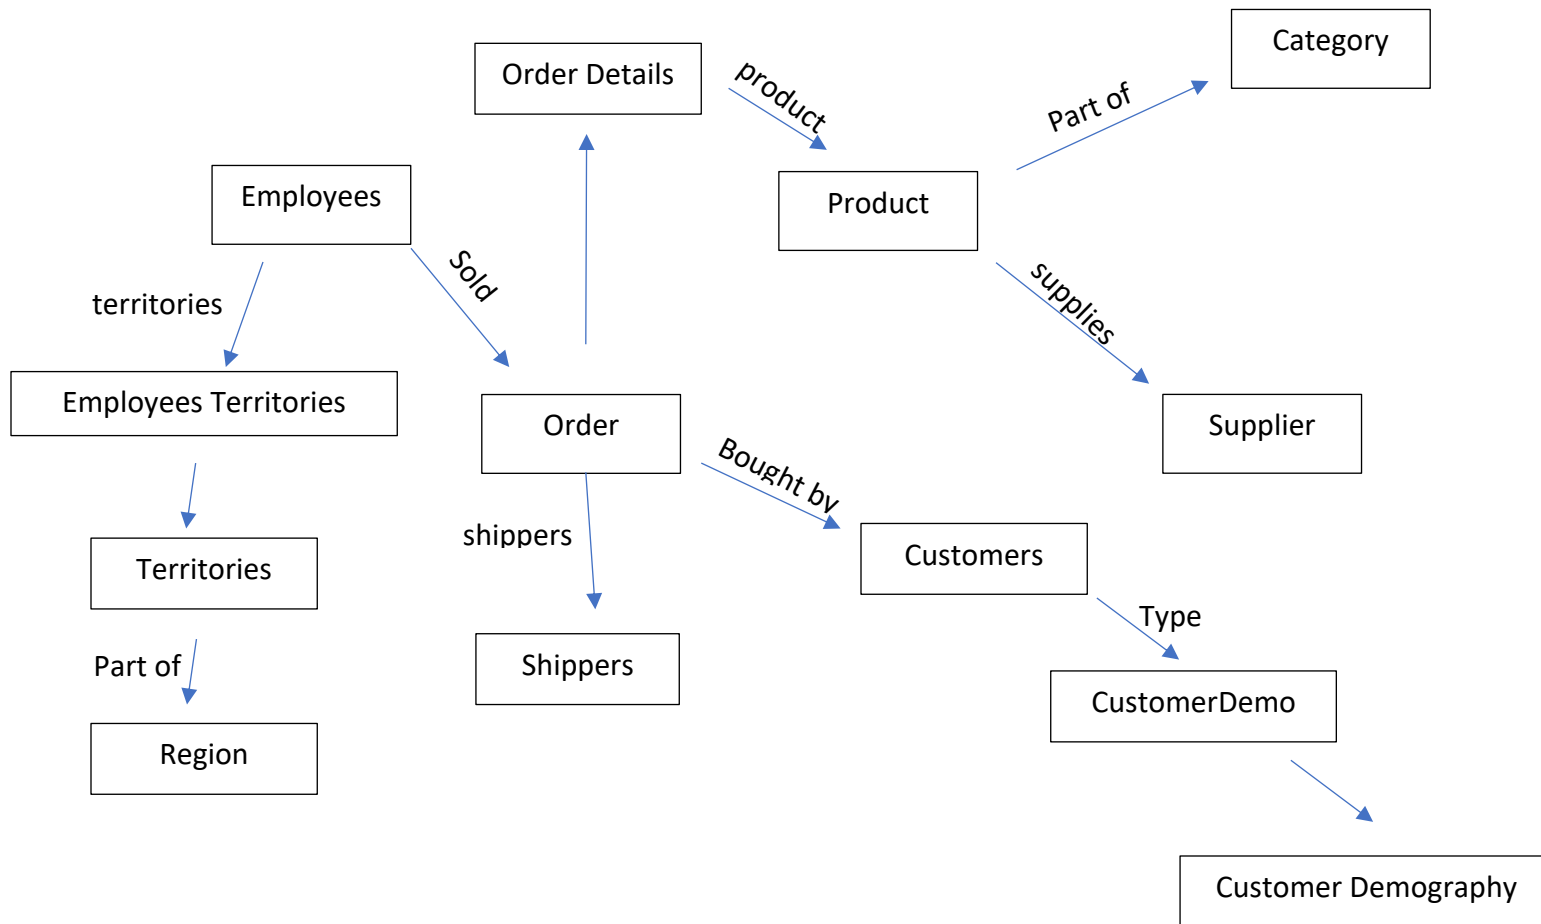 Category
Order Details
product
Part of
Employees
Product
Sold
supplies
territories
Employees Territories
Order
Supplier
Bought by
shippers
Territories
Customers
Type
Part of
Shippers
CustomerDemo
Region
Customer Demography